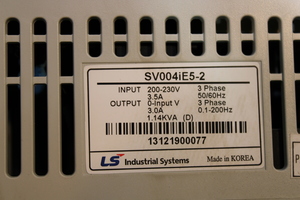 SV004iE5-2
INPUT 200-230V 3 Phase
3.5A 50/60Hz
OUTPUT 0-Input V 3 Phase
3.0A 0.1-200Hz
1.14KVA (D)
13121900077
LS Industrial Systems Made in KOREA
P